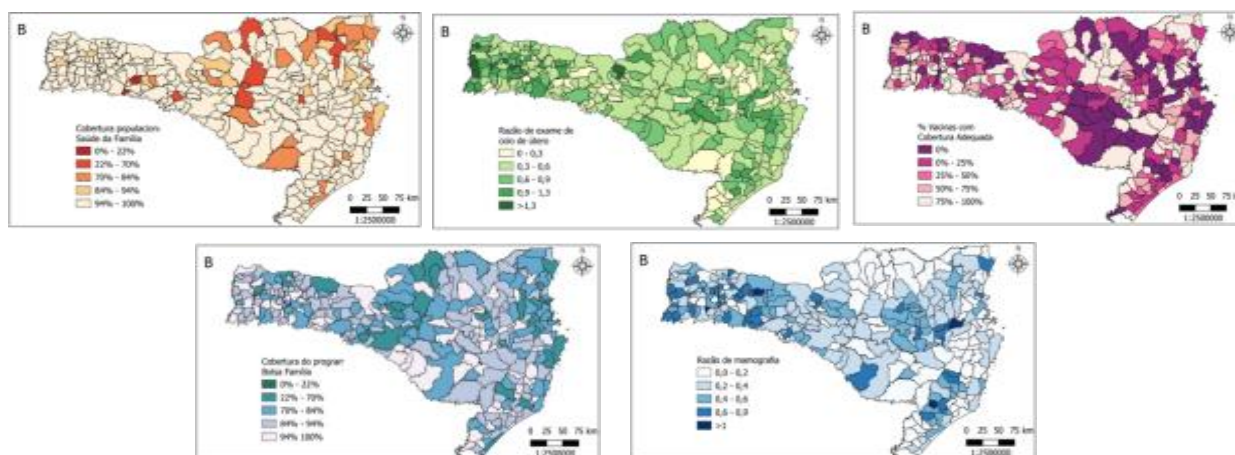 B
N
Cobertura populacion
Saúde da Família
0% - 22%
22% - 70%
70% - 84%
84% - 94%
94% - 100%
0 25 50 75 km
1:2500000
B
N
Razão de exame de
colo de útero
0 - 0,3
0,3 - 0,6
0,6 - 0,9
0,9 - 1,3
>1,3
0 25 50 75 km
1:2500000
B
N
% Vacinas com
Cobertura Adequada
0%
0% - 25%
25% - 50%
50% - 75%
75% - 100%
0 25 50 75 km
1:2500000
B
N
Cobertura do program
Bolsa Família
0% - 22%
22% - 70%
70% - 84%
84% - 94%
94% 100%
0 25 50 75 km
1:2500000
B
N
Razão de mamografia
0,0 - 0,2
0,2 - 0,4
0,4 - 0,6
0,6 - 0,9
>1
0 25 50 75 km
1:2500000